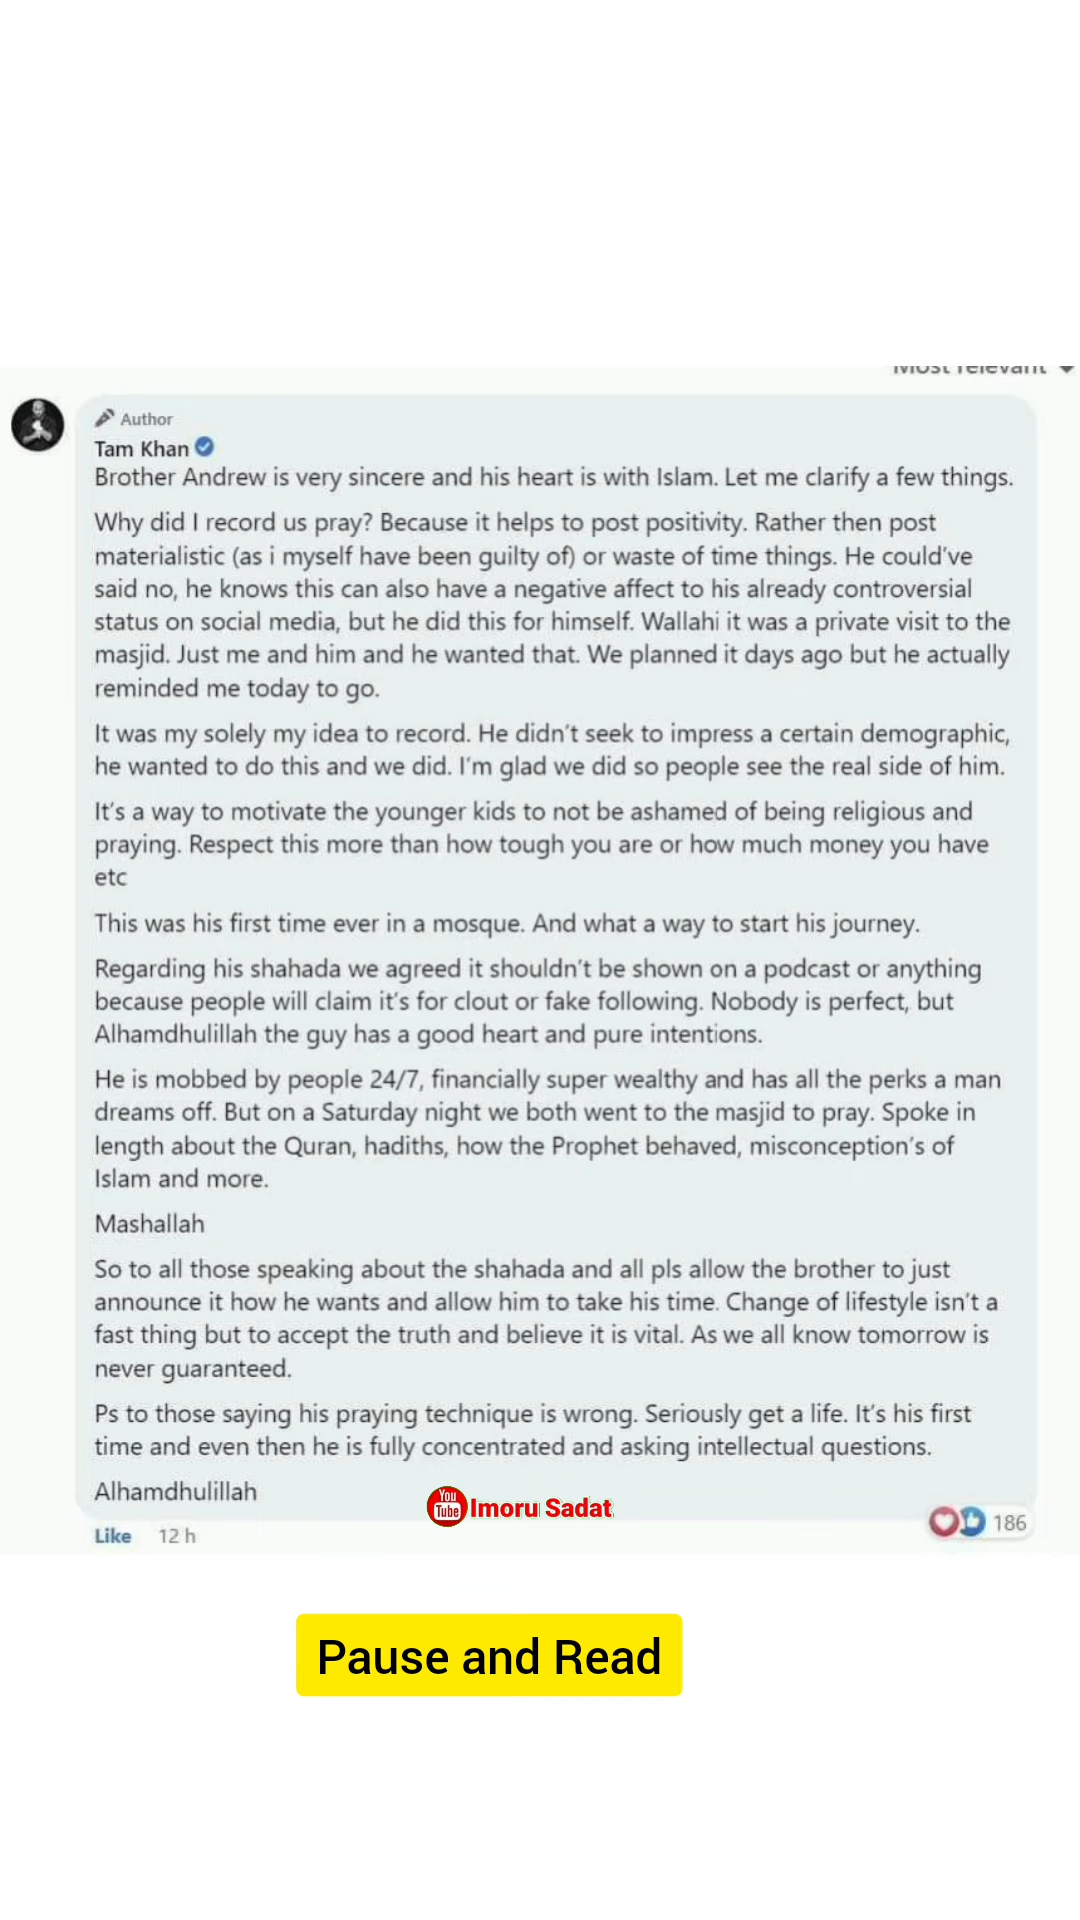 Most relevant
Author
Tam Khan
Brother Andrew is very sincere and his heart is with Islam. Let me clarify a few things.
Why did I record us pray? Because it helps to post positivity. Rather then post
materialistic (as i myself have been guilty of) or waste of time things. He could've
said no, he knows this can also have a negative affect to his already controversial
status on social media, but he did this for himself. Wallahi it was a private visit to the
masjid. Just me and him and he wanted that. We planned it days ago but he actually
reminded me today to go.
It was my solely my idea to record. He didn't seek to impress a certain demographic,
he wanted to do this and we did. I'm glad we did so people see the real side of him.
It's a way to motivate the younger kids to not be ashamed of being religious and
praying. Respect this more than how tough you are or how much money you have
etc
This was his first time ever in a mosque. And what a way to start his journey.
Regarding his shahada we agreed it shouldn't be shown on a podcast or anything
because people will claim it's for clout or fake following. Nobody is perfect, but
Alhamdhulillah the guy has a good heart and pure intentions.
He is mobbed by people 24/7, financially super wealthy and has all the perks a man
dreams off. But on a Saturday night we both went to the masjid to pray. Spoke in
length about the Quran, hadiths, how the Prophet behaved, misconception's of
Islam and more.
Mashallah
So to all those speaking about the shahada and all pls allow the brother to just
announce it how he wants and allow him to take his time. Change of lifestyle isn't a
fast thing but to accept the truth and believe it is vital. As we all know tomorrow is
never guaranteed.
Ps to those saying his praying technique is wrong. Seriously get a life. It's his first
time and even then he is fully concentrated and asking intellectual questions.
Alhamdhulillah
You
Tube
Imoru Sadat
Like 12 h
186
Pause and Read